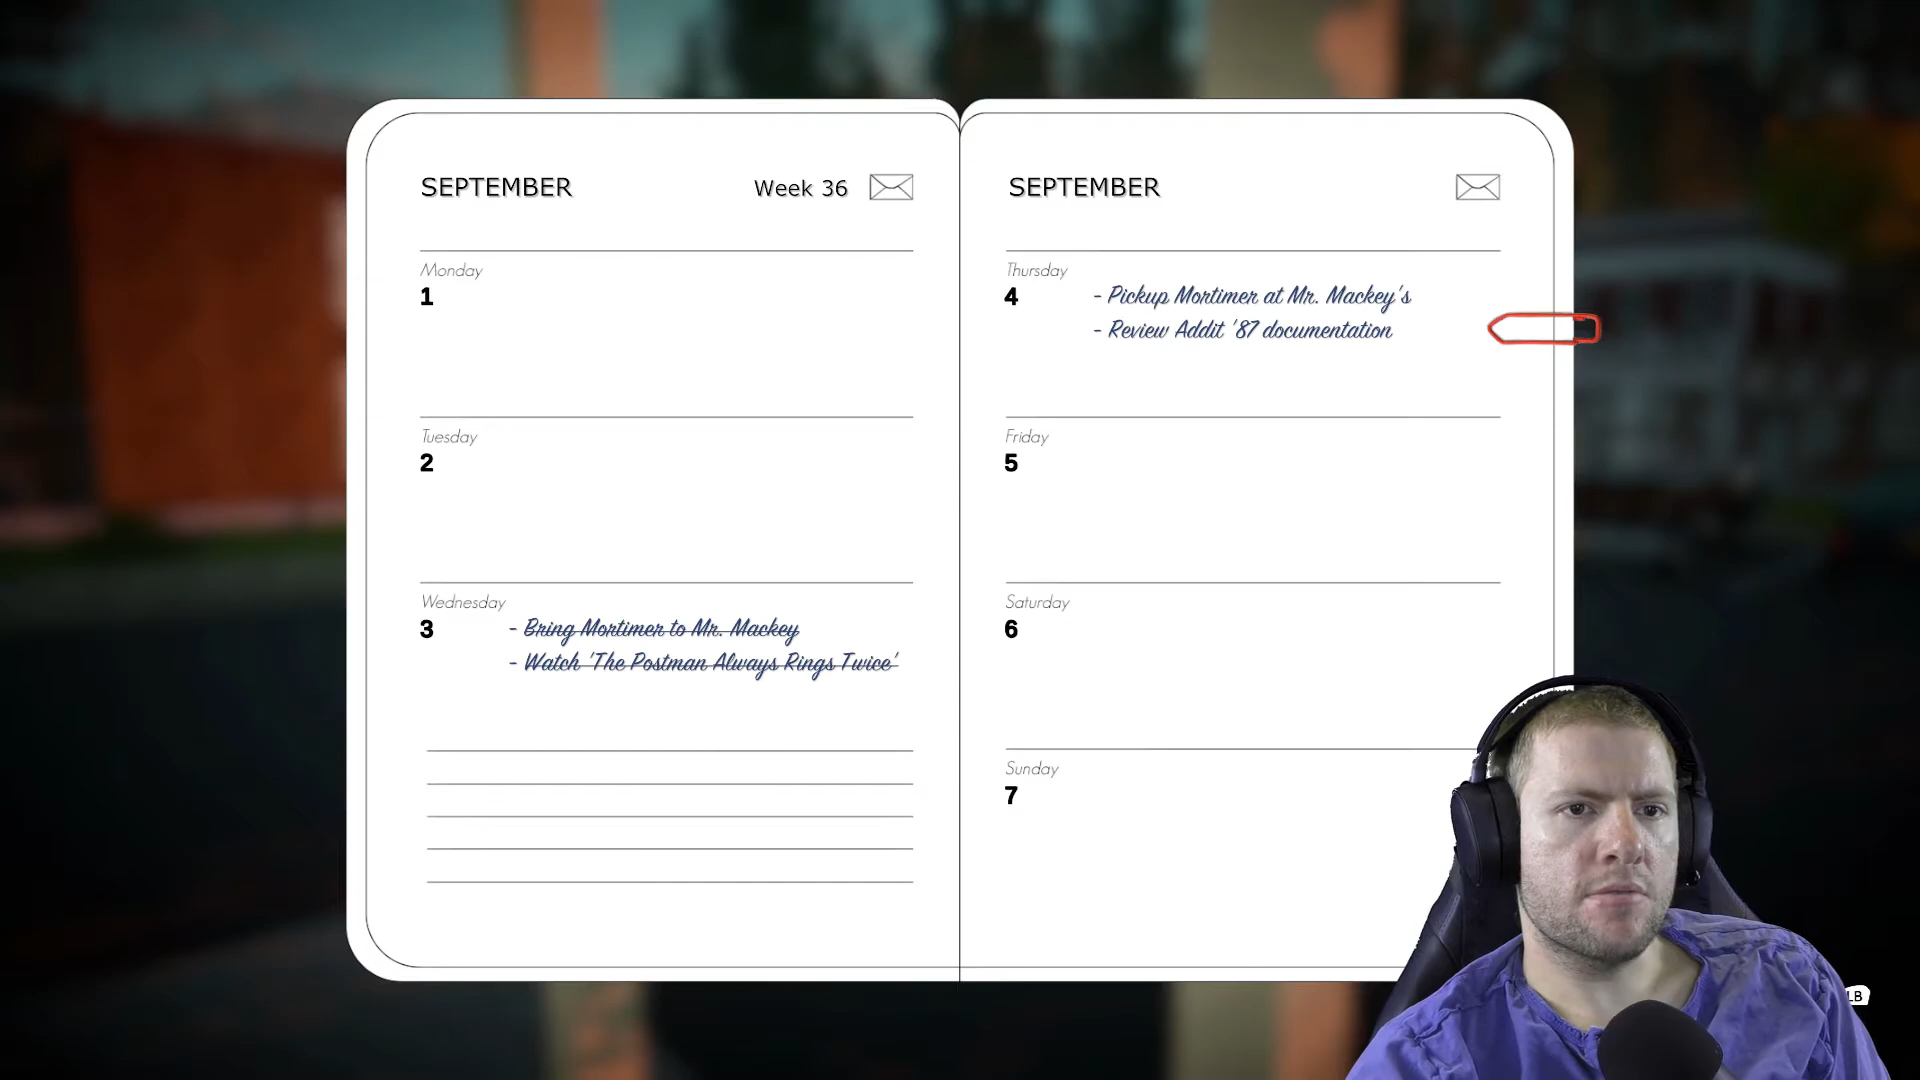 SEPTEMBER
Week 36
Monday
1
Tuesday
2
Wednesday
3
- Bring Mortimer to Mr. Mackey
- Watch 'The Postman Always Rings Twice'
SEPTEMBER
Thursday
4
- Pickup Mortimer at Mr. Mackey's
- Review Addit '87 documentation
Friday
5
Saturday
6
Sunday
7
LB